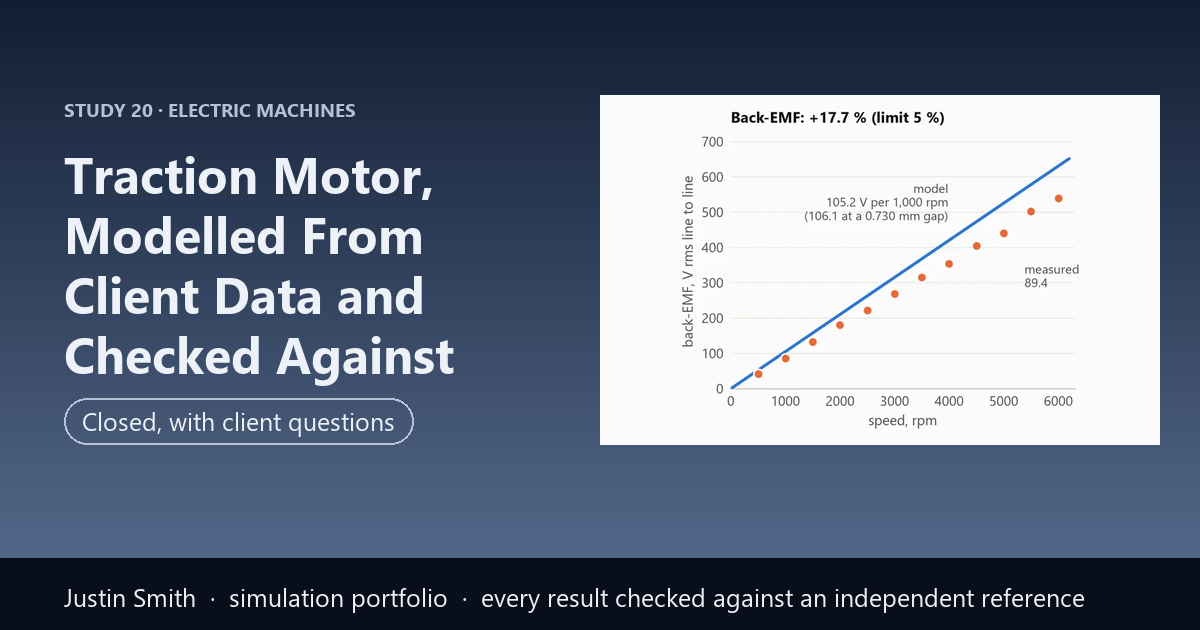 STUDY 20 · ELECTRIC MACHINES
Traction Motor,
Modelled From
Client Data and
Checked Against
Closed, with client questions
Back-EMF: +17.7 % (limit 5 %)
700
600
500
400
300
200
100
0
back-EMF, V rms line to line
model
105.2 V per 1,000 rpm
(106.1 at a 0.730 mm gap)
measured
89.4
0 1000 2000 3000 4000 5000 6000
speed, rpm
Justin Smith · simulation portfolio · every result checked against an independent reference